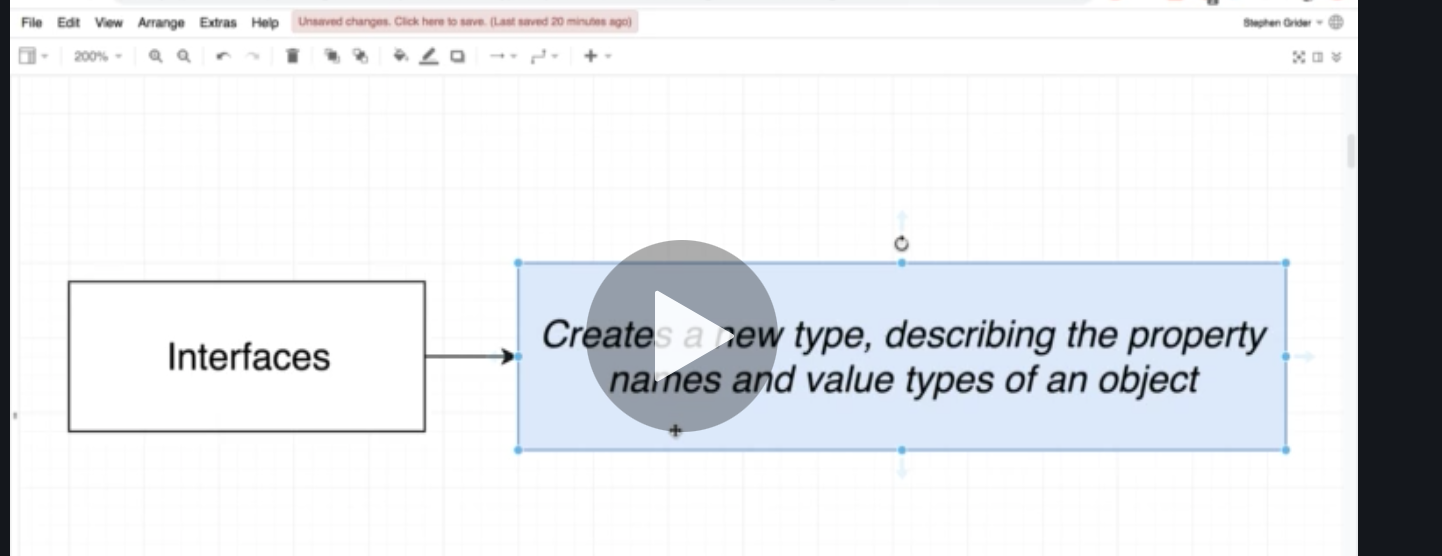 File Edit View Arrange Extras Help Unsaved changes. Click here to save. (Last saved 20 minutes ago) Stephen Grider
200%
Interfaces
Creates a new type, describing the property
names and value types of an object